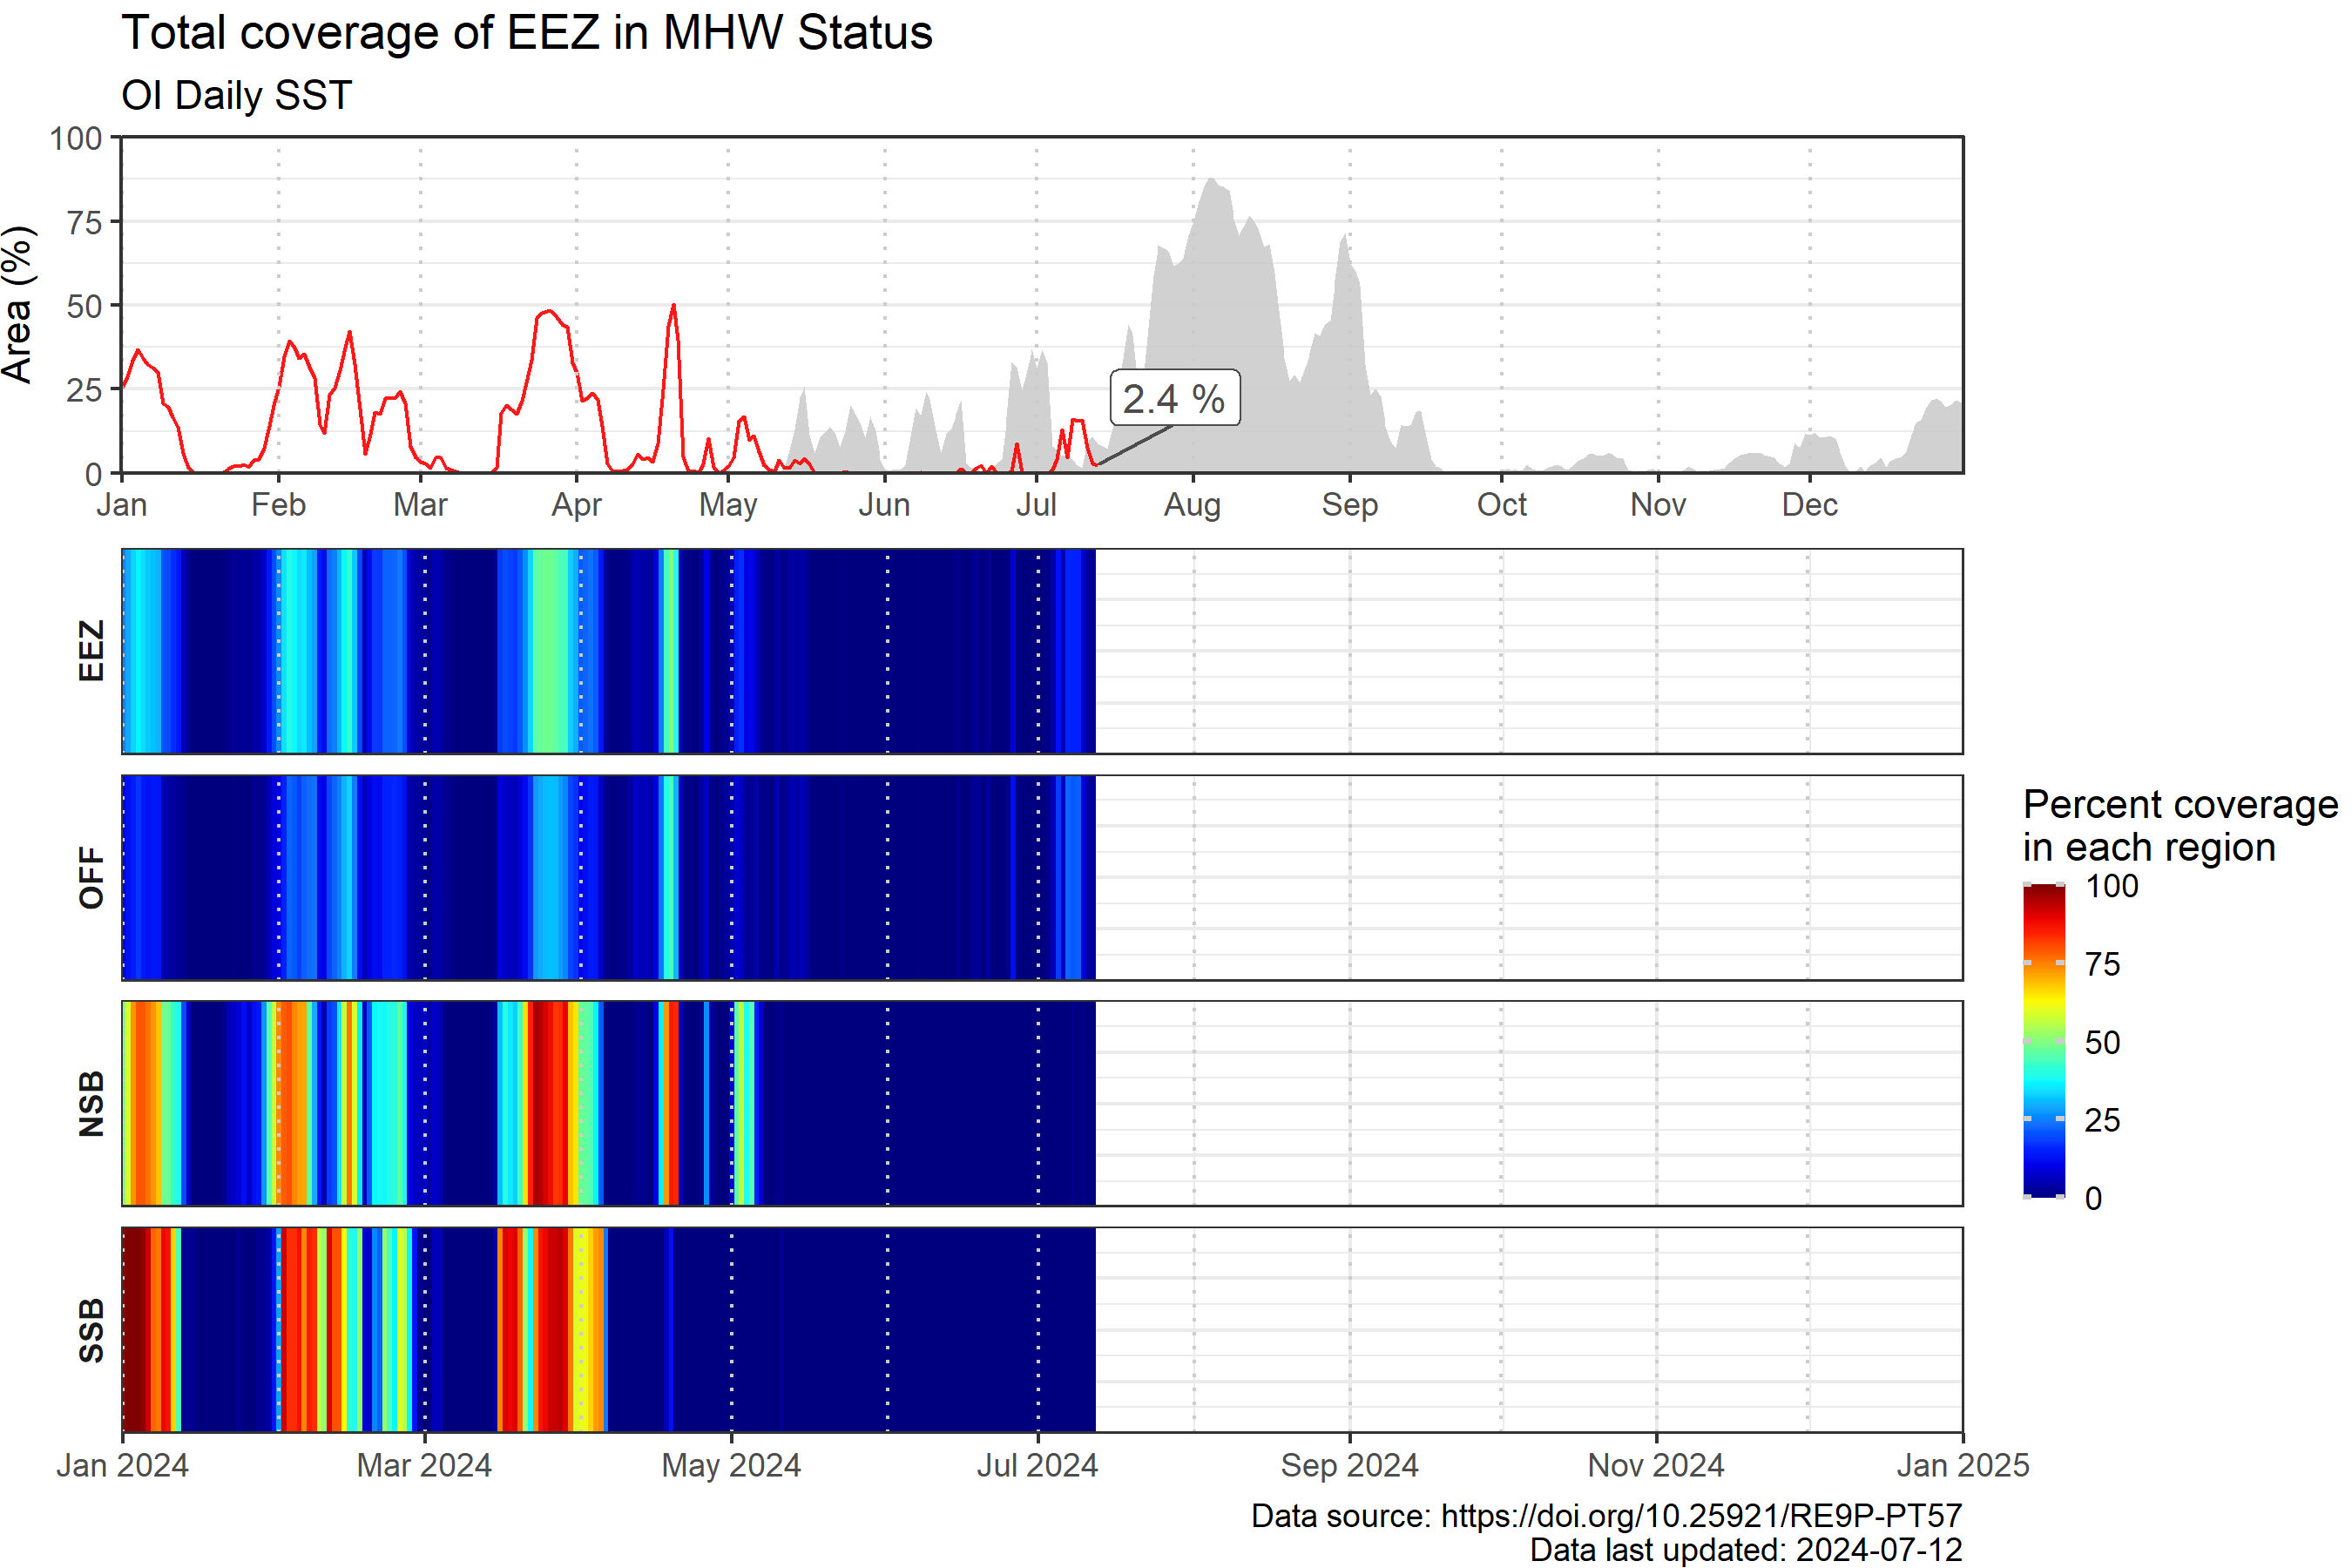 Total coverage of EEZ in MHW Status
OI Daily SST
Area (%)
100
75
50
25
0
2.4 %
Jan Feb Mar Apr May Jun Jul Aug Sep Oct Nov Dec
EEZ
OFF
NSB
SSB
Jan 2024 Mar 2024 May 2024 Jul 2024 Sep 2024 Nov 2024 Jan 2025
Percent coverage
in each region
100
75
50
25
0
Data source: https://doi.org/10.25921/RE9P-PT57
Data last updated: 2024-07-12